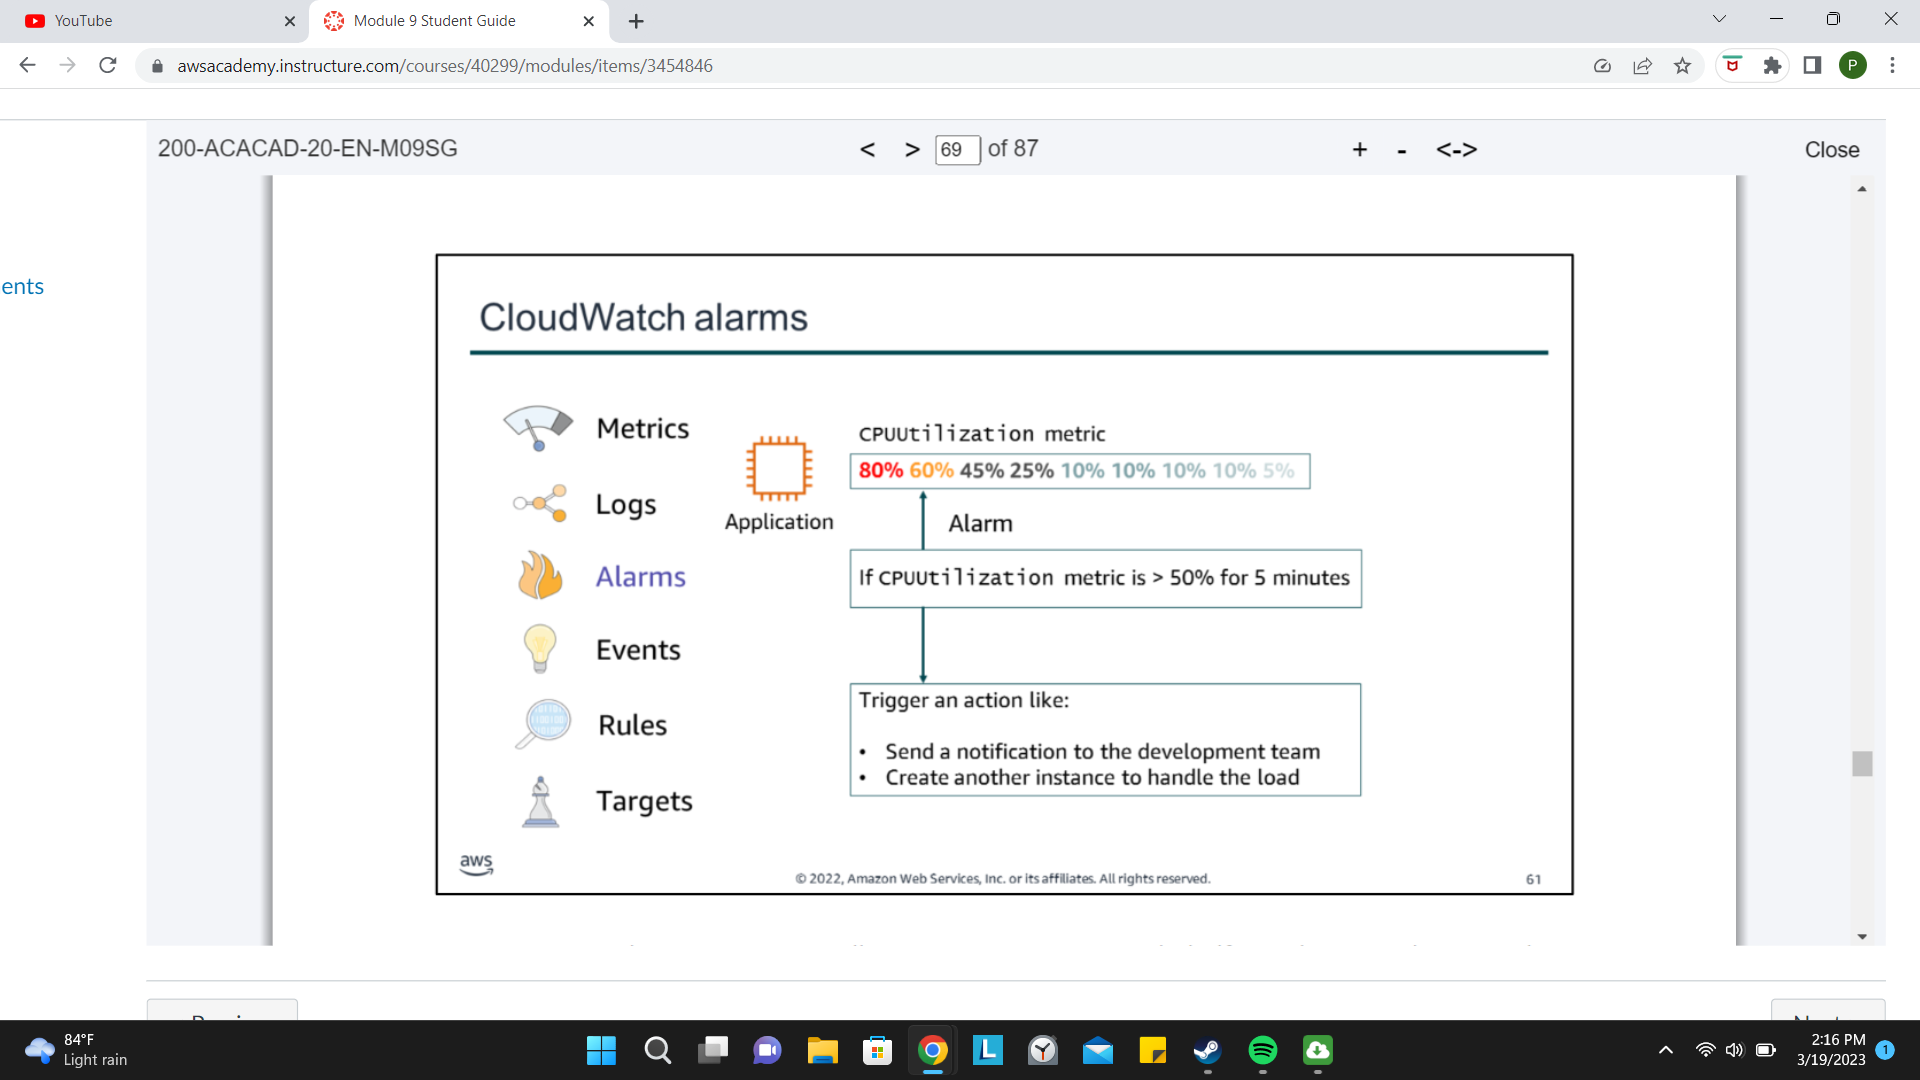 YouTube
Module 9 Student Guide
awsacademy.instructure.com/courses/40299/modules/items/3454846
P
200-ACACAD-20-EN-M09SG
< > 69 of 87
+ - <->
Close
ents
CloudWatch alarms
Metrics
Logs
Alarms
Events
Rules
Targets
Application
CPUUtilization metric
80% 60% 45% 25% 10% 10% 10% 10% 5%
Alarm
If CPUUtilization metric is > 50% for 5 minutes
Trigger an action like:
• Send a notification to the development team
• Create another instance to handle the load
aws
© 2022, Amazon Web Services, Inc. or its affiliates. All rights reserved.
61
84°F
Light rain
2:16 PM
3/19/2023
1